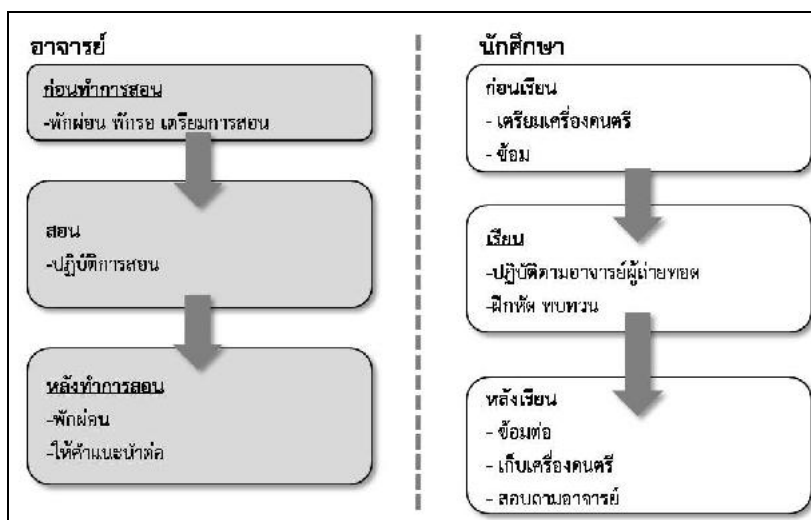 อาจารย์
ก่อนทำการสอน
-พักผ่อน พักรอ เตรียมการสอน
สอน
-ปฏิบัติการสอน
หลังทำการสอน
-พักผ่อน
-ให้คำแนะนำต่อ
นักศึกษา
ก่อนเรียน
- เตรียมเครื่องดนตรี
- ซ้อม
เรียน
-ปฏิบัติตามอาจารย์ผู้ถ่ายทอด
-ฝึกหัด ทบทวน
หลังเรียน
- ซ้อมต่อ
- เก็บเครื่องดนตรี
- สอบถามอาจารย์